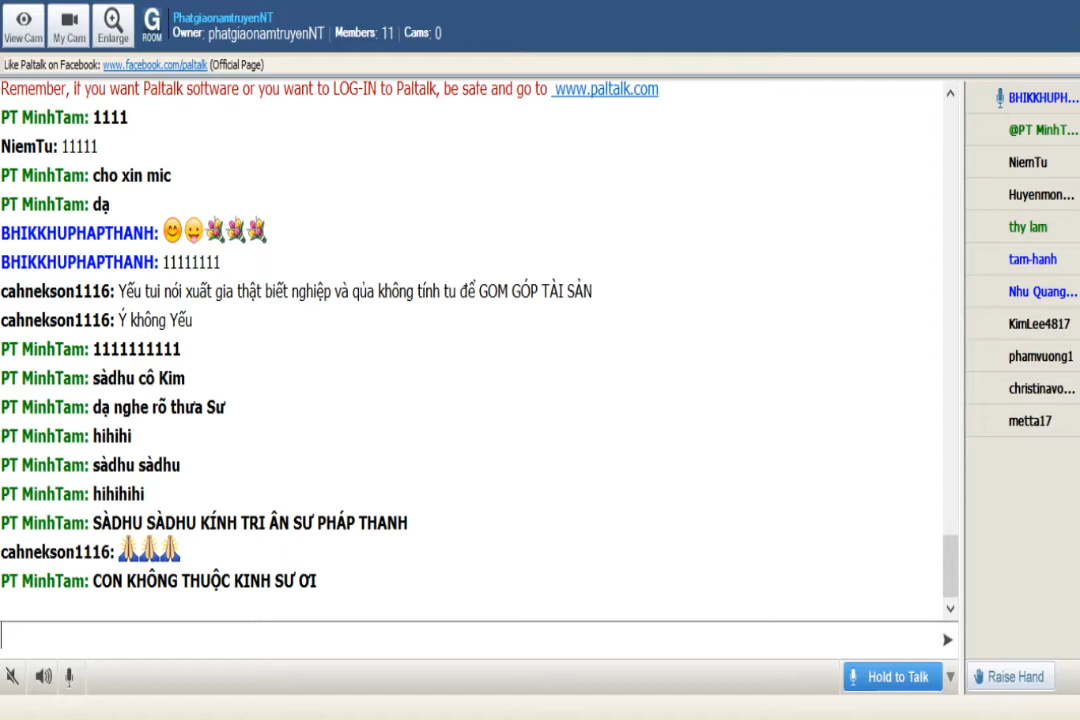 View Cam
My Cam
Enlarge
G ROOM
PhatgiaonamtruyenNT
Owner: phatgiaonamtruyenNT | Members: 11 | Cams: 0
Like Paltalk on Facebook: www.facebook.com/paltalk (Official Page)
Remember, if you want Paltalk software or you want to LOG-IN to Paltalk, be safe and go to www.paltalk.com
PT MinhTam: 1111
NiemTu: 11111
PT MinhTam: cho xin mic
PT MinhTam: dạ
BHIKKHUPHAPTHANH: 😊😛💐💐💐
BHIKKHUPHAPTHANH: 11111111
cahnekson1116: Yếu tui nói xuất gia thật biết nghiệp và qủa không tính tu để GOM GÓP TÀI SẢN
cahnekson1116: Ý không Yếu
PT MinhTam: 1111111111
PT MinhTam: sàdhu cô Kim
PT MinhTam: dạ nghe rõ thưa Sư
PT MinhTam: hihihi
PT MinhTam: sàdhu sàdhu
PT MinhTam: hihihihi
PT MinhTam: SÀDHU SÀDHU KÍNH TRI ÂN SƯ PHÁP THANH
cahnekson1116: 🙏🙏🙏
PT MinhTam: CON KHÔNG THUỘC KINH SƯ ƠI
BHIKKHUPH...
@PT MinhT...
NiemTu
Huyenmon...
thy lam
tam-hanh
Nhu Quang...
KimLee4817
phamvuong1
christinavo...
metta17
Hold to Talk
Raise Hand